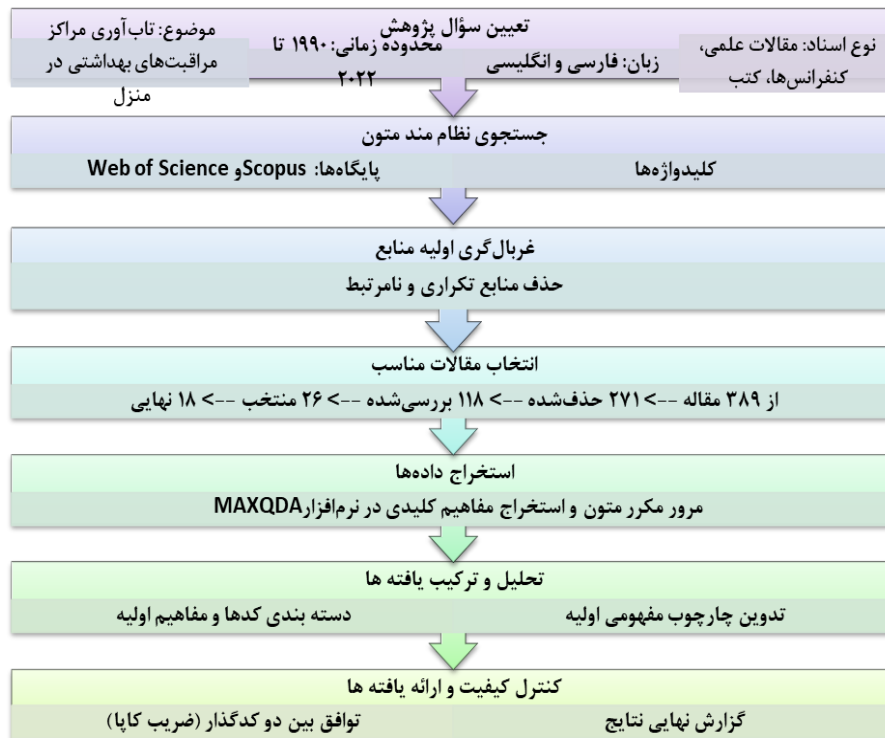 تعیین سؤال پژوهش
موضوع: تاب‌آوری مراکز
مراقبت‌های بهداشتی در
منزل
محدوده زمانی: ۱۹۹۰ تا
۲۰۲۲
زبان: فارسی و انگلیسی
نوع اسناد: مقالات علمی،
کنفرانس‌ها، کتب
جستجوی نظام مند متون
کلیدواژه‌ها
پایگاه‌ها: Scopusو Web of Science
غربال‌گری اولیه منابع
حذف منابع تکراری و نامرتبط
انتخاب مقالات مناسب
از ۳۸۹ مقاله --> ۲۷۱ حذف‌شده --> ۱۱۸ بررسی‌شده --> ۲۶ منتخب --> ۱۸ نهایی
استخراج داده‌ها
مرور مکرر متون و استخراج مفاهیم کلیدی در نرم‌افزارMAXQDA
تحلیل و ترکیب یافته ها
تدوین چارچوب مفهومی اولیه
دسته بندی کدها و مفاهیم اولیه
کنترل کیفیت و ارائه یافته ها
گزارش نهایی نتایج
توافق بین دو کدگذار (ضریب کاپا)